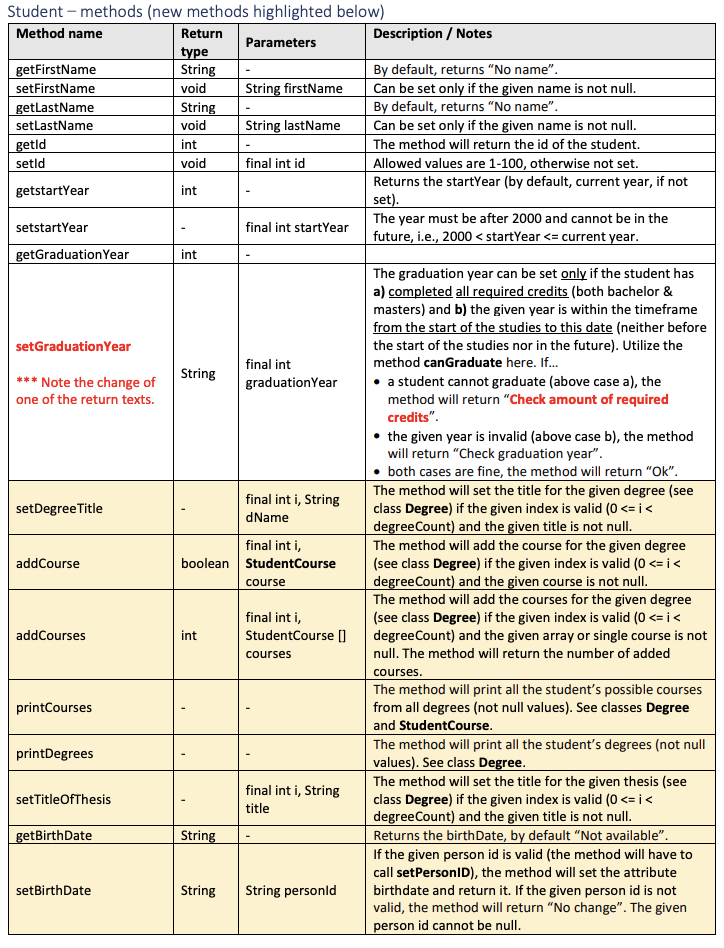 Student – methods (new methods highlighted below)
Method name
Return
type
Parameters
Description / Notes
getFirstName
String
-
By default, returns “No name”.
setFirstName
void
String firstName
Can be set only if the given name is not null.
getLastName
String
-
By default, returns “No name”.
setLastName
void
String lastName
Can be set only if the given name is not null.
getId
int
-
The method will return the id of the student.
setId
void
final int id
Allowed values are 1-100, otherwise not set.
getstartYear
int
-
Returns the startYear (by default, current year, if not
set).
setstartYear
-
final int startYear
The year must be after 2000 and cannot be in the
future, i.e., 2000 < startYear <= current year.
getGraduationYear
int
-
setGraduationYear
*** Note the change of
one of the return texts.
String
final int
graduationYear
The graduation year can be set only if the student has
a) completed all required credits (both bachelor &
masters) and b) the given year is within the timeframe
from the start of the studies to this date (neither before
the start of the studies nor in the future). Utilize the
method canGraduate here. If…
• a student cannot graduate (above case a), the
method will return “Check amount of required
credits”.
• the given year is invalid (above case b), the method
will return “Check graduation year”.
• both cases are fine, the method will return “Ok”.
setDegreeTitle
-
final int i, String
dName
The method will set the title for the given degree (see
class Degree) if the given index is valid (0 <= i <
degreeCount) and the given title is not null.
addCourse
boolean
final int i,
StudentCourse
course
The method will add the course for the given degree
(see class Degree) if the given index is valid (0 <= i <
degreeCount) and the given course is not null.
addCourses
int
final int i,
StudentCourse []
courses
The method will add the courses for the given degree
(see class Degree) if the given index is valid (0 <= i <
degreeCount) and the given array or single course is not
null. The method will return the number of added
courses.
printCourses
-
-
The method will print all the student’s possible courses
from all degrees (not null values). See classes Degree
and StudentCourse.
printDegrees
-
-
The method will print all the student’s degrees (not null
values). See class Degree.
setTitleOfThesis
-
final int i, String
title
The method will set the title for the given thesis (see
class Degree) if the given index is valid (0 <= i <
degreeCount) and the given title is not null.
getBirthDate
String
-
Returns the birthDate, by default “Not available”.
setBirthDate
String
String personId
If the given person id is valid (the method will have to
call setPersonID), the method will set the attribute
birthdate and return it. If the given person id is not
valid, the method will return “No change”. The given
person id cannot be null.